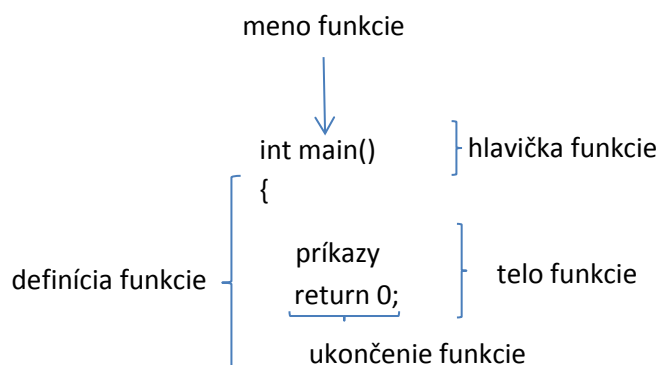 meno funkcie
int main()
hlavička funkcie
{
príkazy
definícia funkcie
telo funkcie
return 0;
ukončenie funkcie